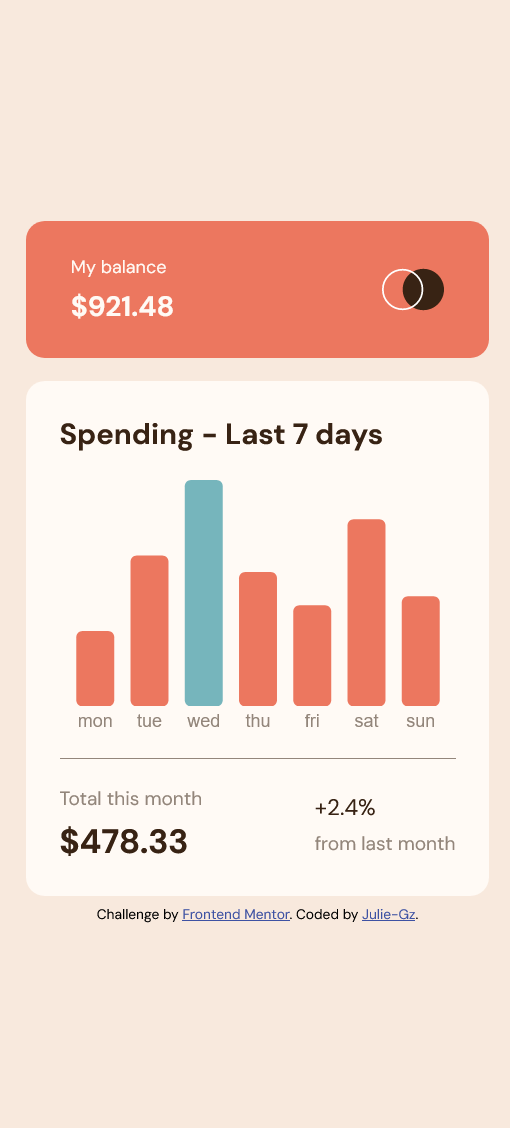 My balance
$921.48
Spending - Last 7 days
mon tue wed thu fri sat sun
Total this month
$478.33
+2.4%
from last month
Challenge by Frontend Mentor. Coded by Julie-Gz.